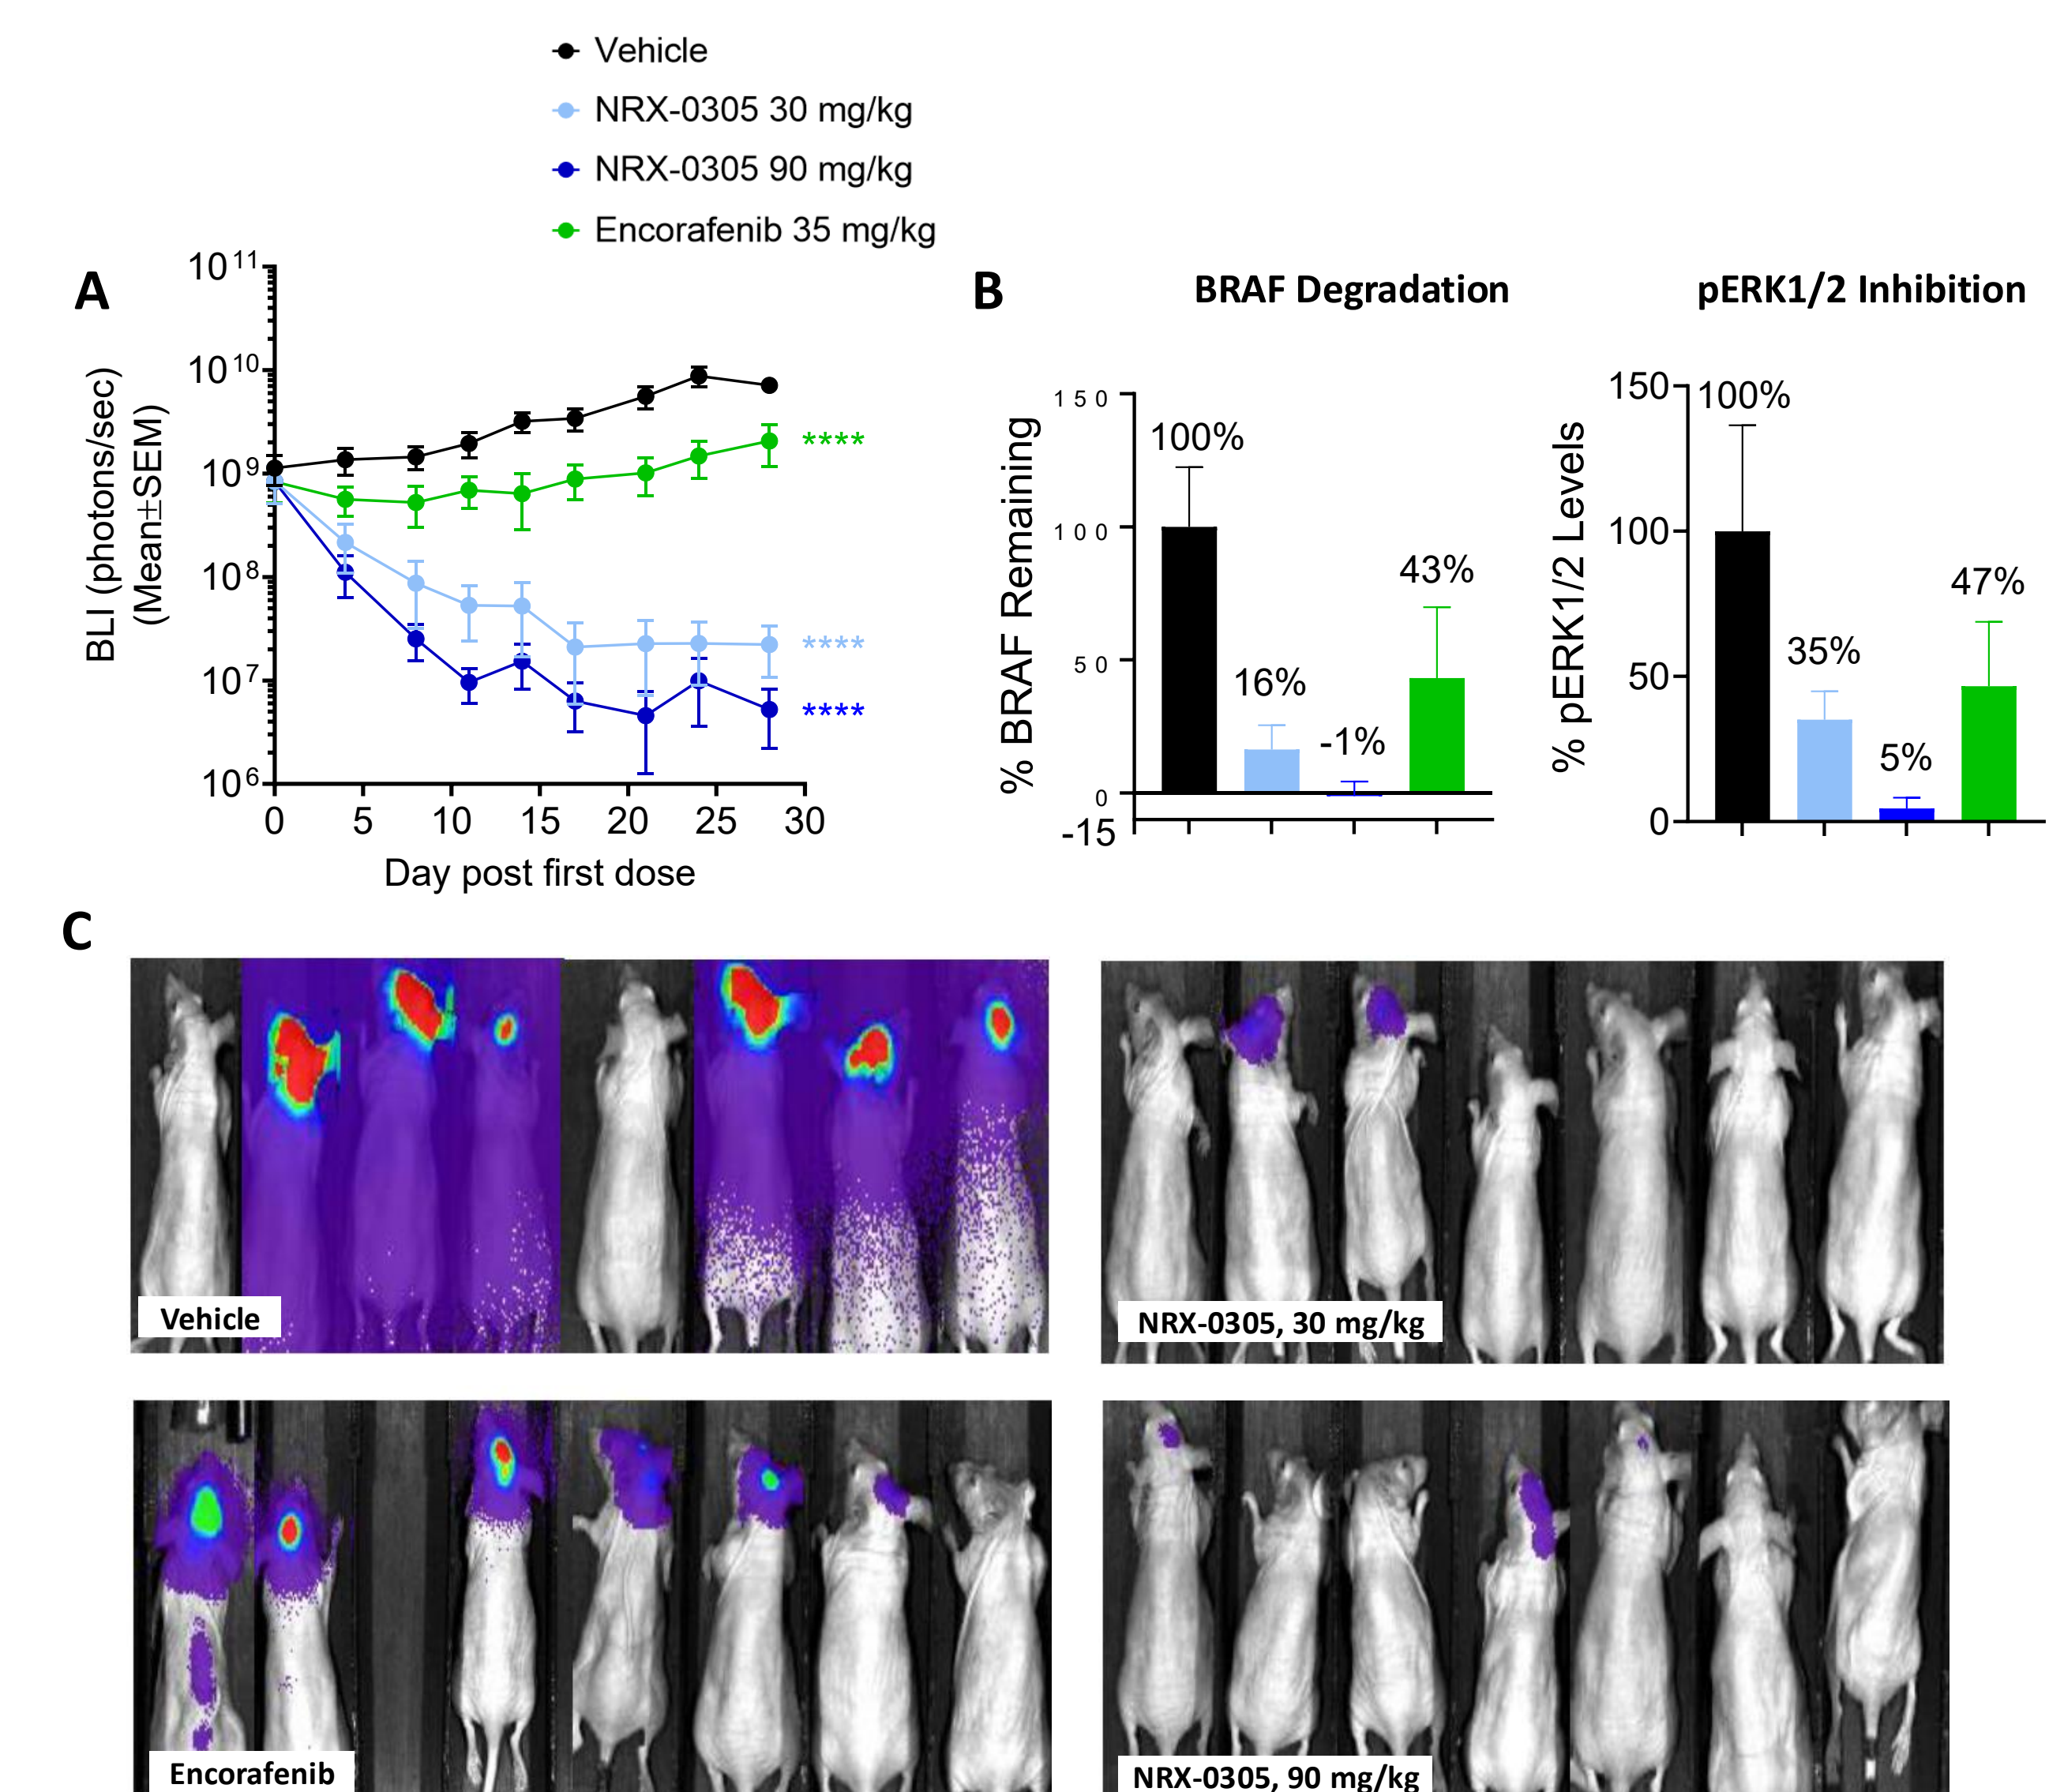 Vehicle
NRX-0305 30 mg/kg
NRX-0305 90 mg/kg
Encorafenib 35 mg/kg
A
BLI (photons/sec)
(Mean±SEM)
10¹¹
10¹⁰
10⁹
10⁸
10⁷
10⁶
0 5 10 15 20 25 30
Day post first dose
****
****
****
B
BRAF Degradation
% BRAF Remaining
150
100
50
0
-15
100%
16%
-1%
43%
pERK1/2 Inhibition
% pERK1/2 Levels
150
100
50
0
100%
35%
5%
47%
C
Vehicle
NRX-0305, 30 mg/kg
Encorafenib
NRX-0305, 90 mg/kg